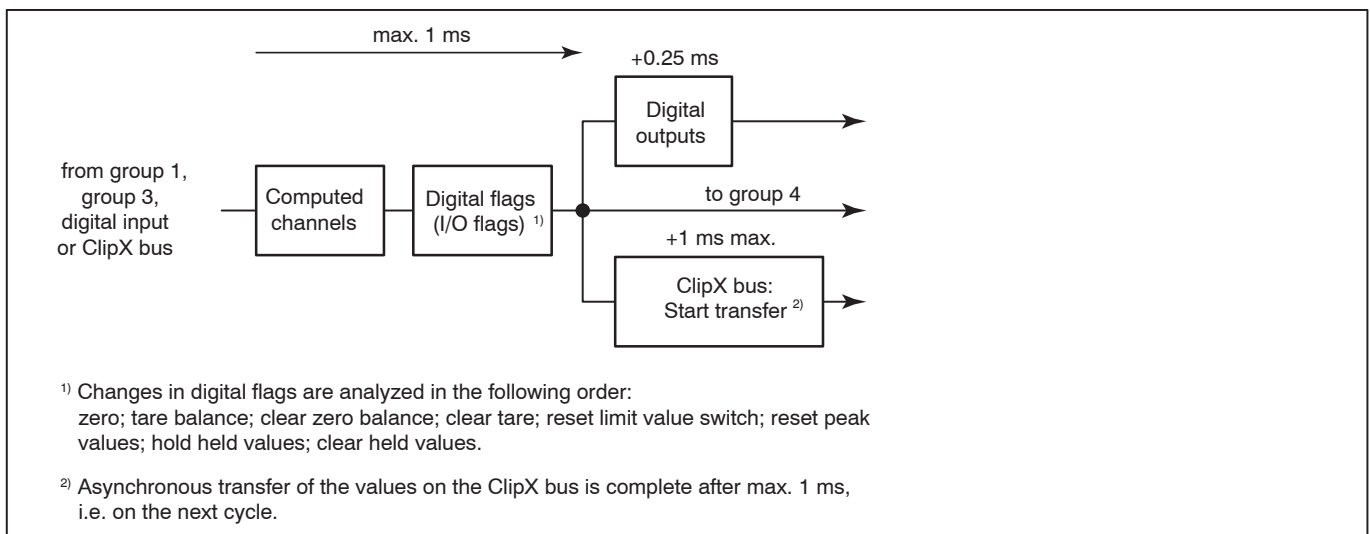 max. 1 ms
+0.25 ms
Digital
outputs
from group 1,
group 3,
digital input
or ClipX bus
Computed
channels
Digital flags
(I/O flags) 1)
to group 4
+1 ms max.
ClipX bus:
Start transfer 2)
1) Changes in digital flags are analyzed in the following order:
zero; tare balance; clear zero balance; clear tare; reset limit value switch; reset peak
values; hold held values; clear held values.
2) Asynchronous transfer of the values on the ClipX bus is complete after max. 1 ms,
i.e. on the next cycle.